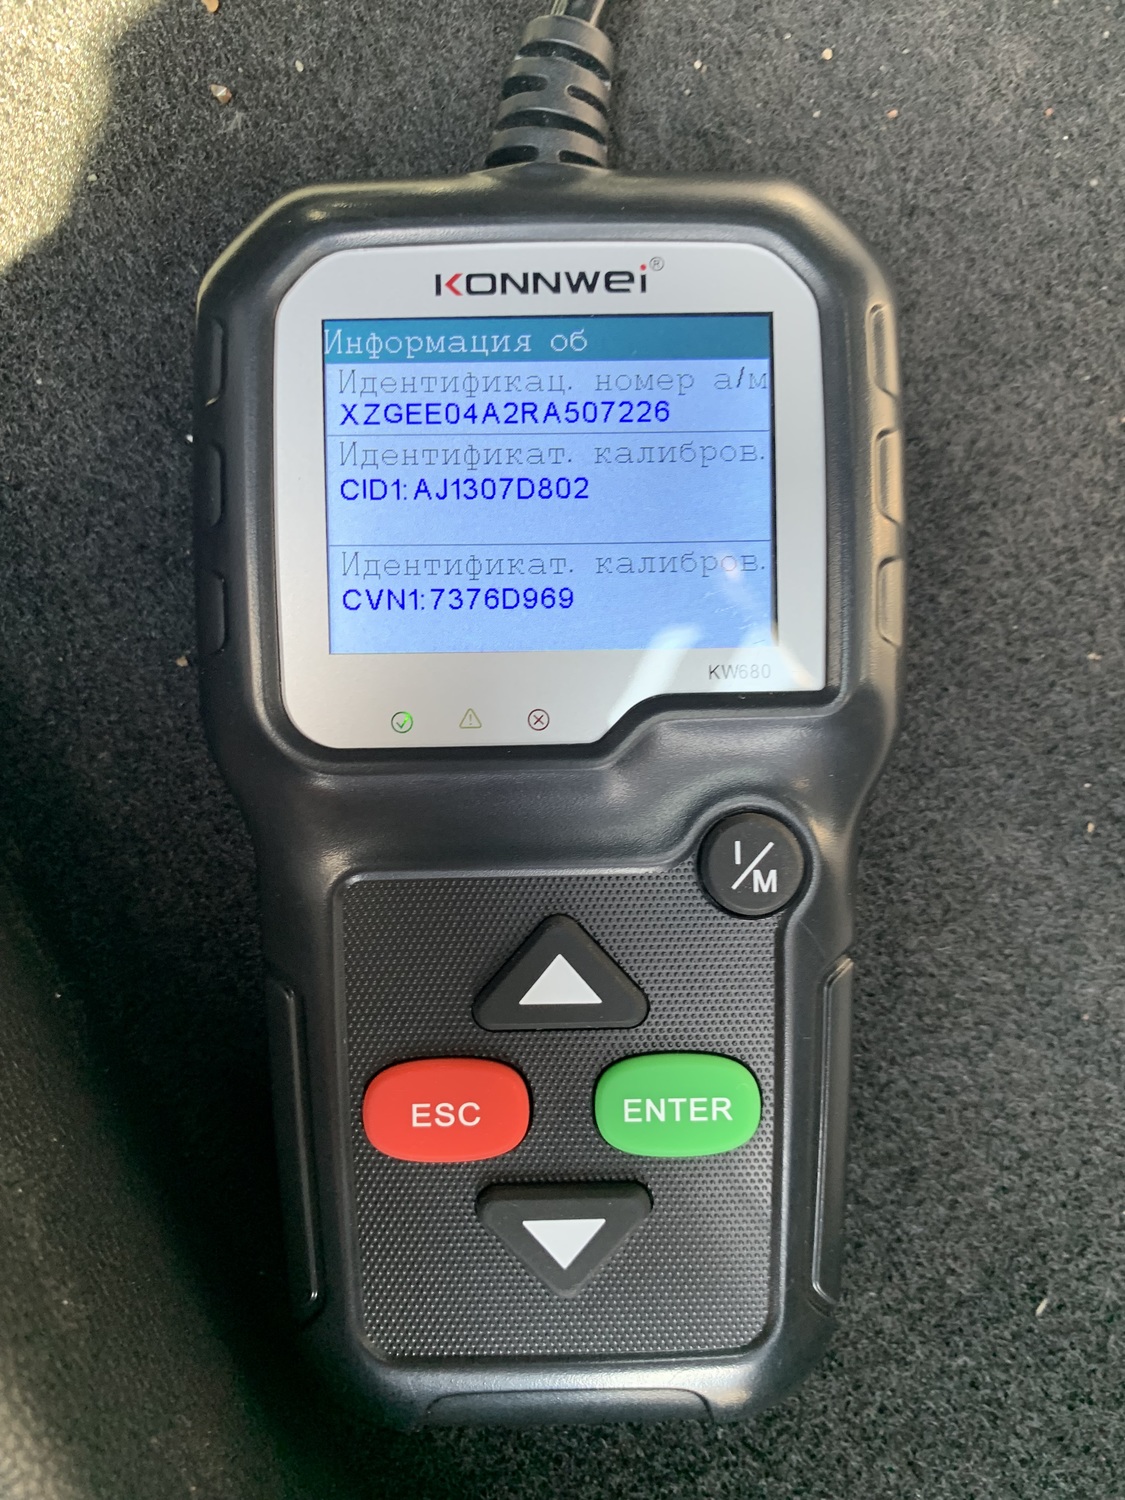 KONNWEI®
Информация об
Идентификац. номер а/м
XZGEE04A2RA507226
Идентификат. калибров.
CID1:AJ1307D802
Идентификат. калибров.
CVN1:7376D969
KW680
I/M
ESC
ENTER